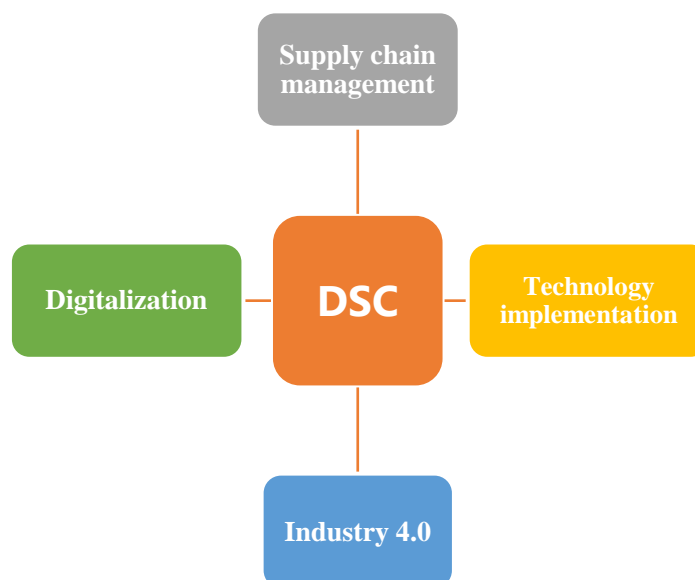 Supply chain
management
Digitalization
DSC
Technology
implementation
Industry 4.0